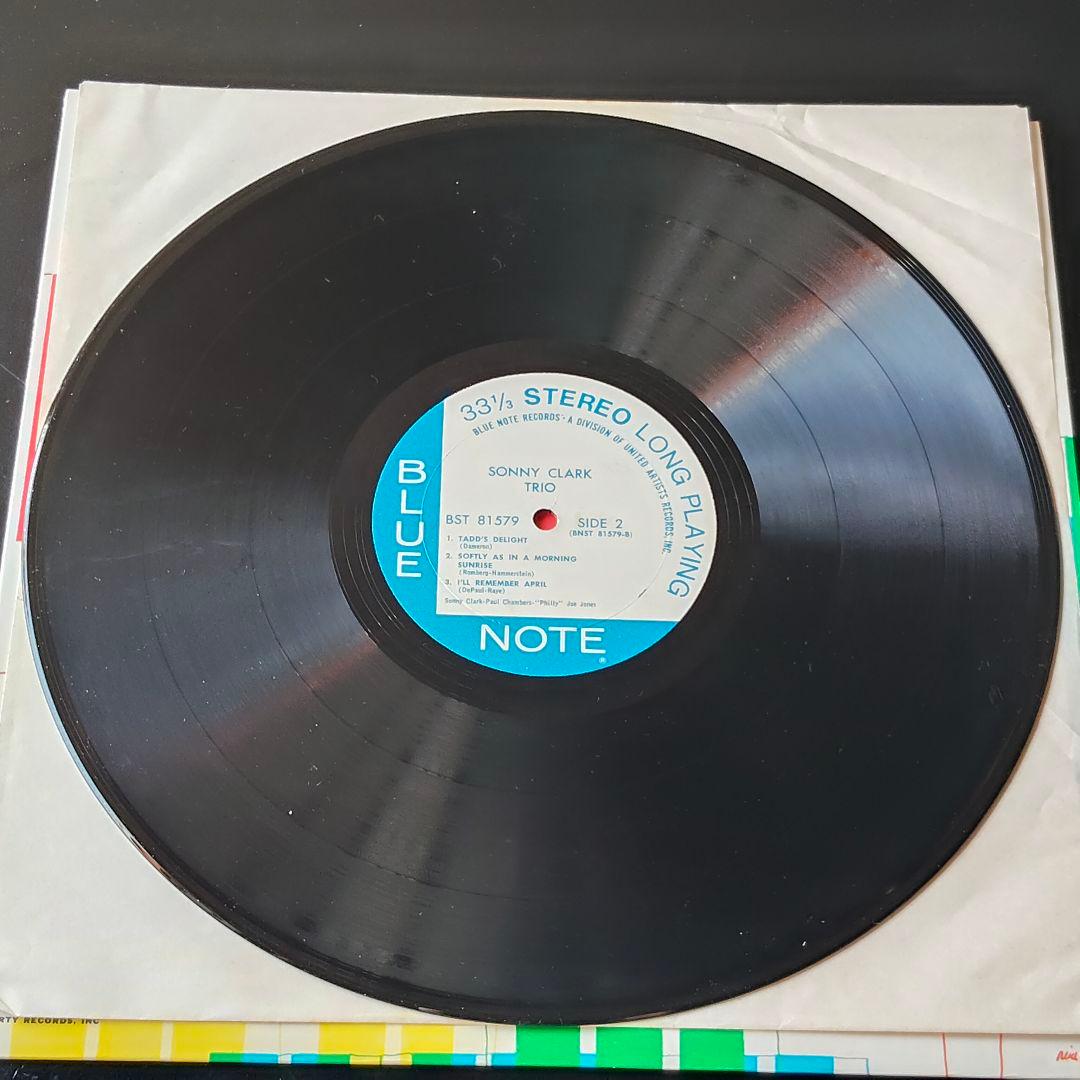 33⅓ STEREO LONG PLAYING
BLUE NOTE RECORDS · A DIVISION OF UNITED ARTISTS RECORDS, INC.
SONNY CLARK
TRIO
BST 81579
SIDE 2
(BNST 81579-B)
1. TADD'S DELIGHT
(Dameron)
2. SOFTLY AS IN A MORNING
SUNRISE
(Romberg-Hammerstein)
3. I'LL REMEMBER APRIL
(DePaul-Raye)
Sonny Clark-Paul Chambers-"Philly" Joe Jones
BLUE
NOTE
®
RECORDS, INC